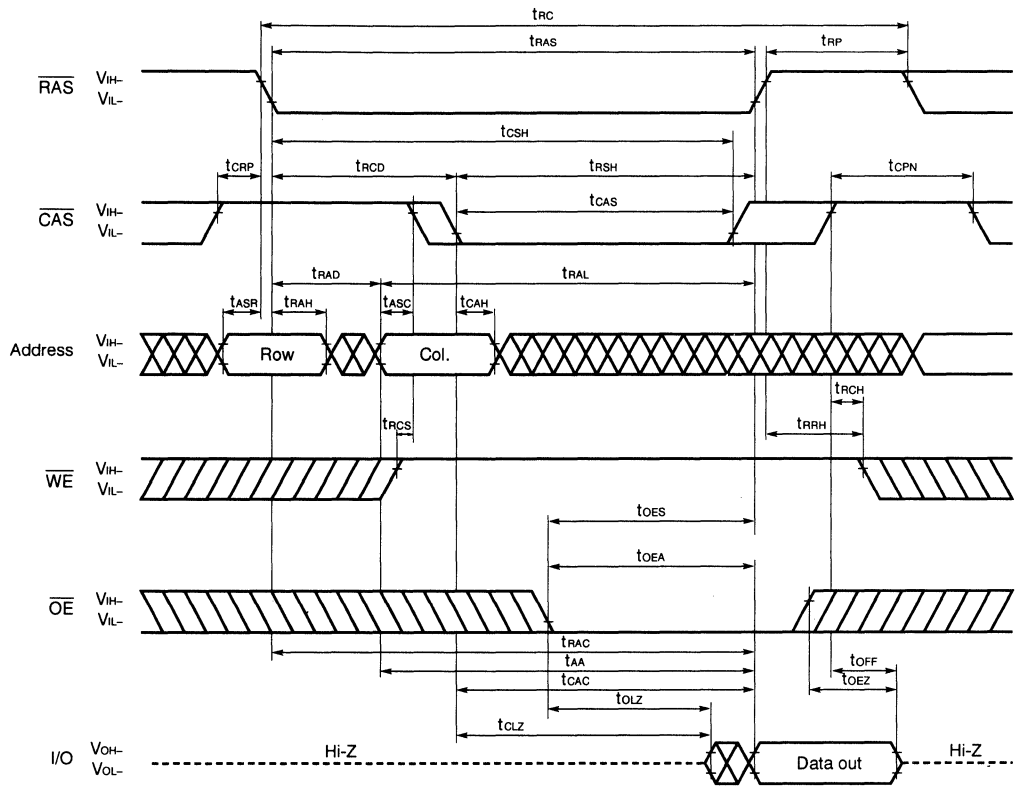 tRC
tRAS tRP
RAS VIH–
VIL–
tCSH
tCRP tRCD tRSH tCPN
CAS VIH–
VIL–
tCAS
tRAD tRAL
tASR tRAH tASC tCAH
Address VIH–
VIL–
Row Col.
tRCH
tRCS tRRH
WE VIH–
VIL–
tOES
tOEA
OE VIH–
VIL–
tRAC
tAA tOFF
tCAC tOEZ
tOLZ
tCLZ
I/O VOH–
VOL–
Hi-Z Data out Hi-Z